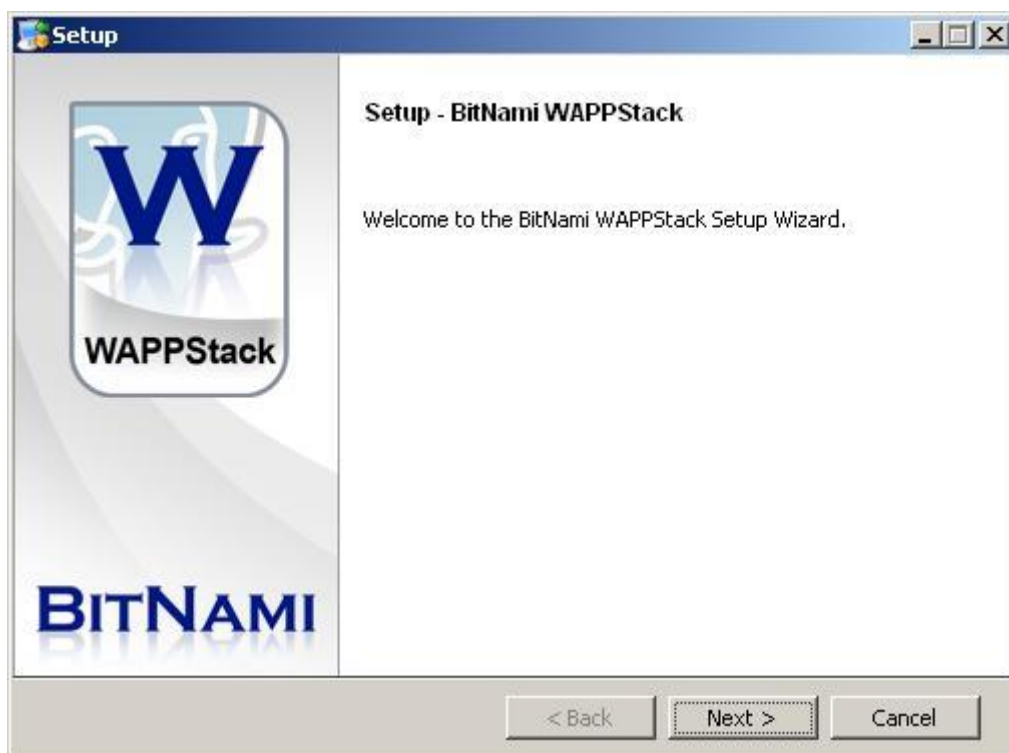 Setup
Setup - BitNami WAPPStack
Welcome to the BitNami WAPPStack Setup Wizard.
W
WAPPStack
BITNAMI
< Back
Next >
Cancel